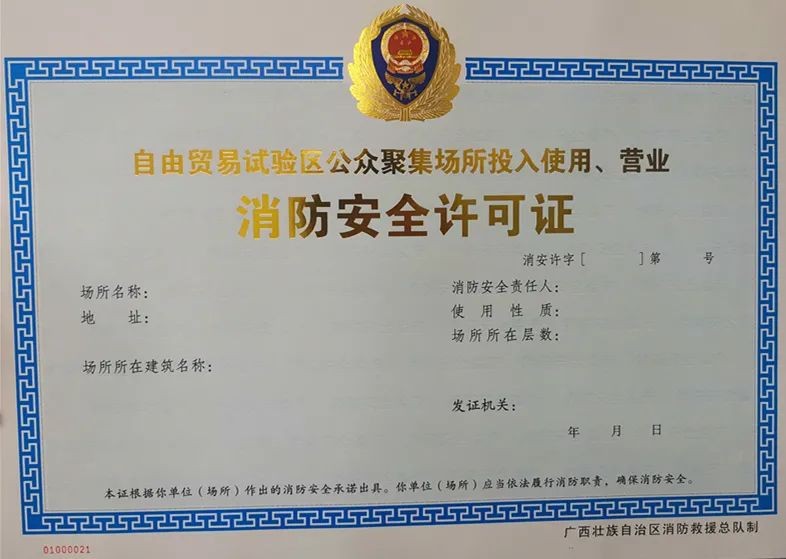 自由贸易试验区公众聚集场所投入使用、营业
消防安全许可证
消安许字［　　］第　　号
场所名称：
消防安全责任人：
地　址：
使用性质：
场所所在层数：
场所所在建筑名称：
发证机关：
年　月　日
本证根据你单位（场所）作出的消防安全承诺出具。你单位（场所）应当依法履行消防职责，确保消防安全。
广西壮族自治区消防救援总队制
01000021